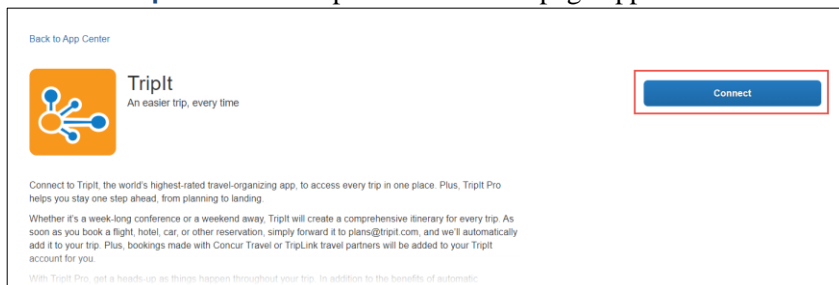 Back to App Center
TripIt
An easier trip, every time
Connect
Connect to TripIt, the world's highest-rated travel-organizing app, to access every trip in one place. Plus, TripIt Pro
helps you stay one step ahead, from planning to landing.
Whether it's a week-long conference or a weekend away, TripIt will create a comprehensive itinerary for every trip. As
soon as you book a flight, hotel, car, or other reservation, simply forward it to plans@tripit.com, and we'll automatically
add it to your trip. Plus, bookings made with Concur Travel or TripLink travel partners will be added to your TripIt
account for you.
With TripIt Pro, get a heads-up as things happen throughout your trip. In addition to the benefits of automatic